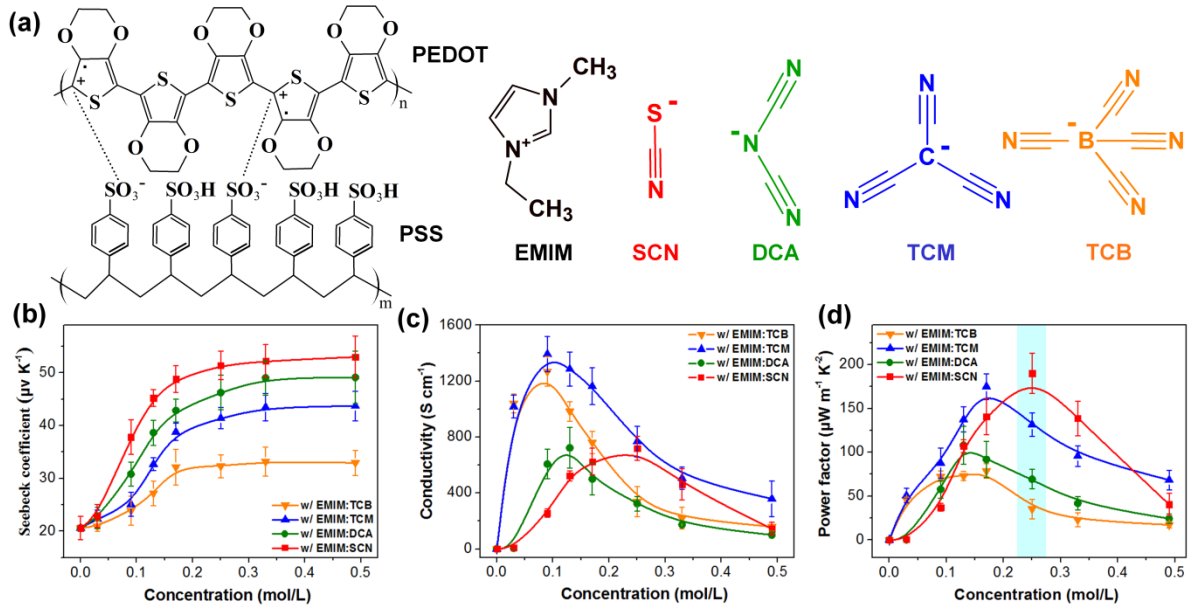 (a)
O O O O O O
S S
PEDOT
+ · + ·
S S S
n
O O O O
SO3- SO3H SO3- SO3H SO3H
PSS
m
CH3
N
N+
CH3
EMIM
S-
N
SCN
N
-N
N
DCA
N
C-
N N
TCM
N N
N -B N
TCB
(b)
Seebeck coefficient (μv K-1)
60
50
40
30
20
w/ EMIM:TCB
w/ EMIM:TCM
w/ EMIM:DCA
w/ EMIM:SCN
0.0 0.1 0.2 0.3 0.4 0.5
Concentration (mol/L)
(c)
Conductivity (S cm-1)
1600
1200
800
400
0
w/ EMIM:TCB
w/ EMIM:TCM
w/ EMIM:DCA
w/ EMIM:SCN
0.0 0.1 0.2 0.3 0.4 0.5
Concentration (mol/L)
(d)
Power factor (μW m-1 K-2)
200
150
100
50
0
w/ EMIM:TCB
w/ EMIM:TCM
w/ EMIM:DCA
w/ EMIM:SCN
0.0 0.1 0.2 0.3 0.4 0.5
Concentration (mol/L)